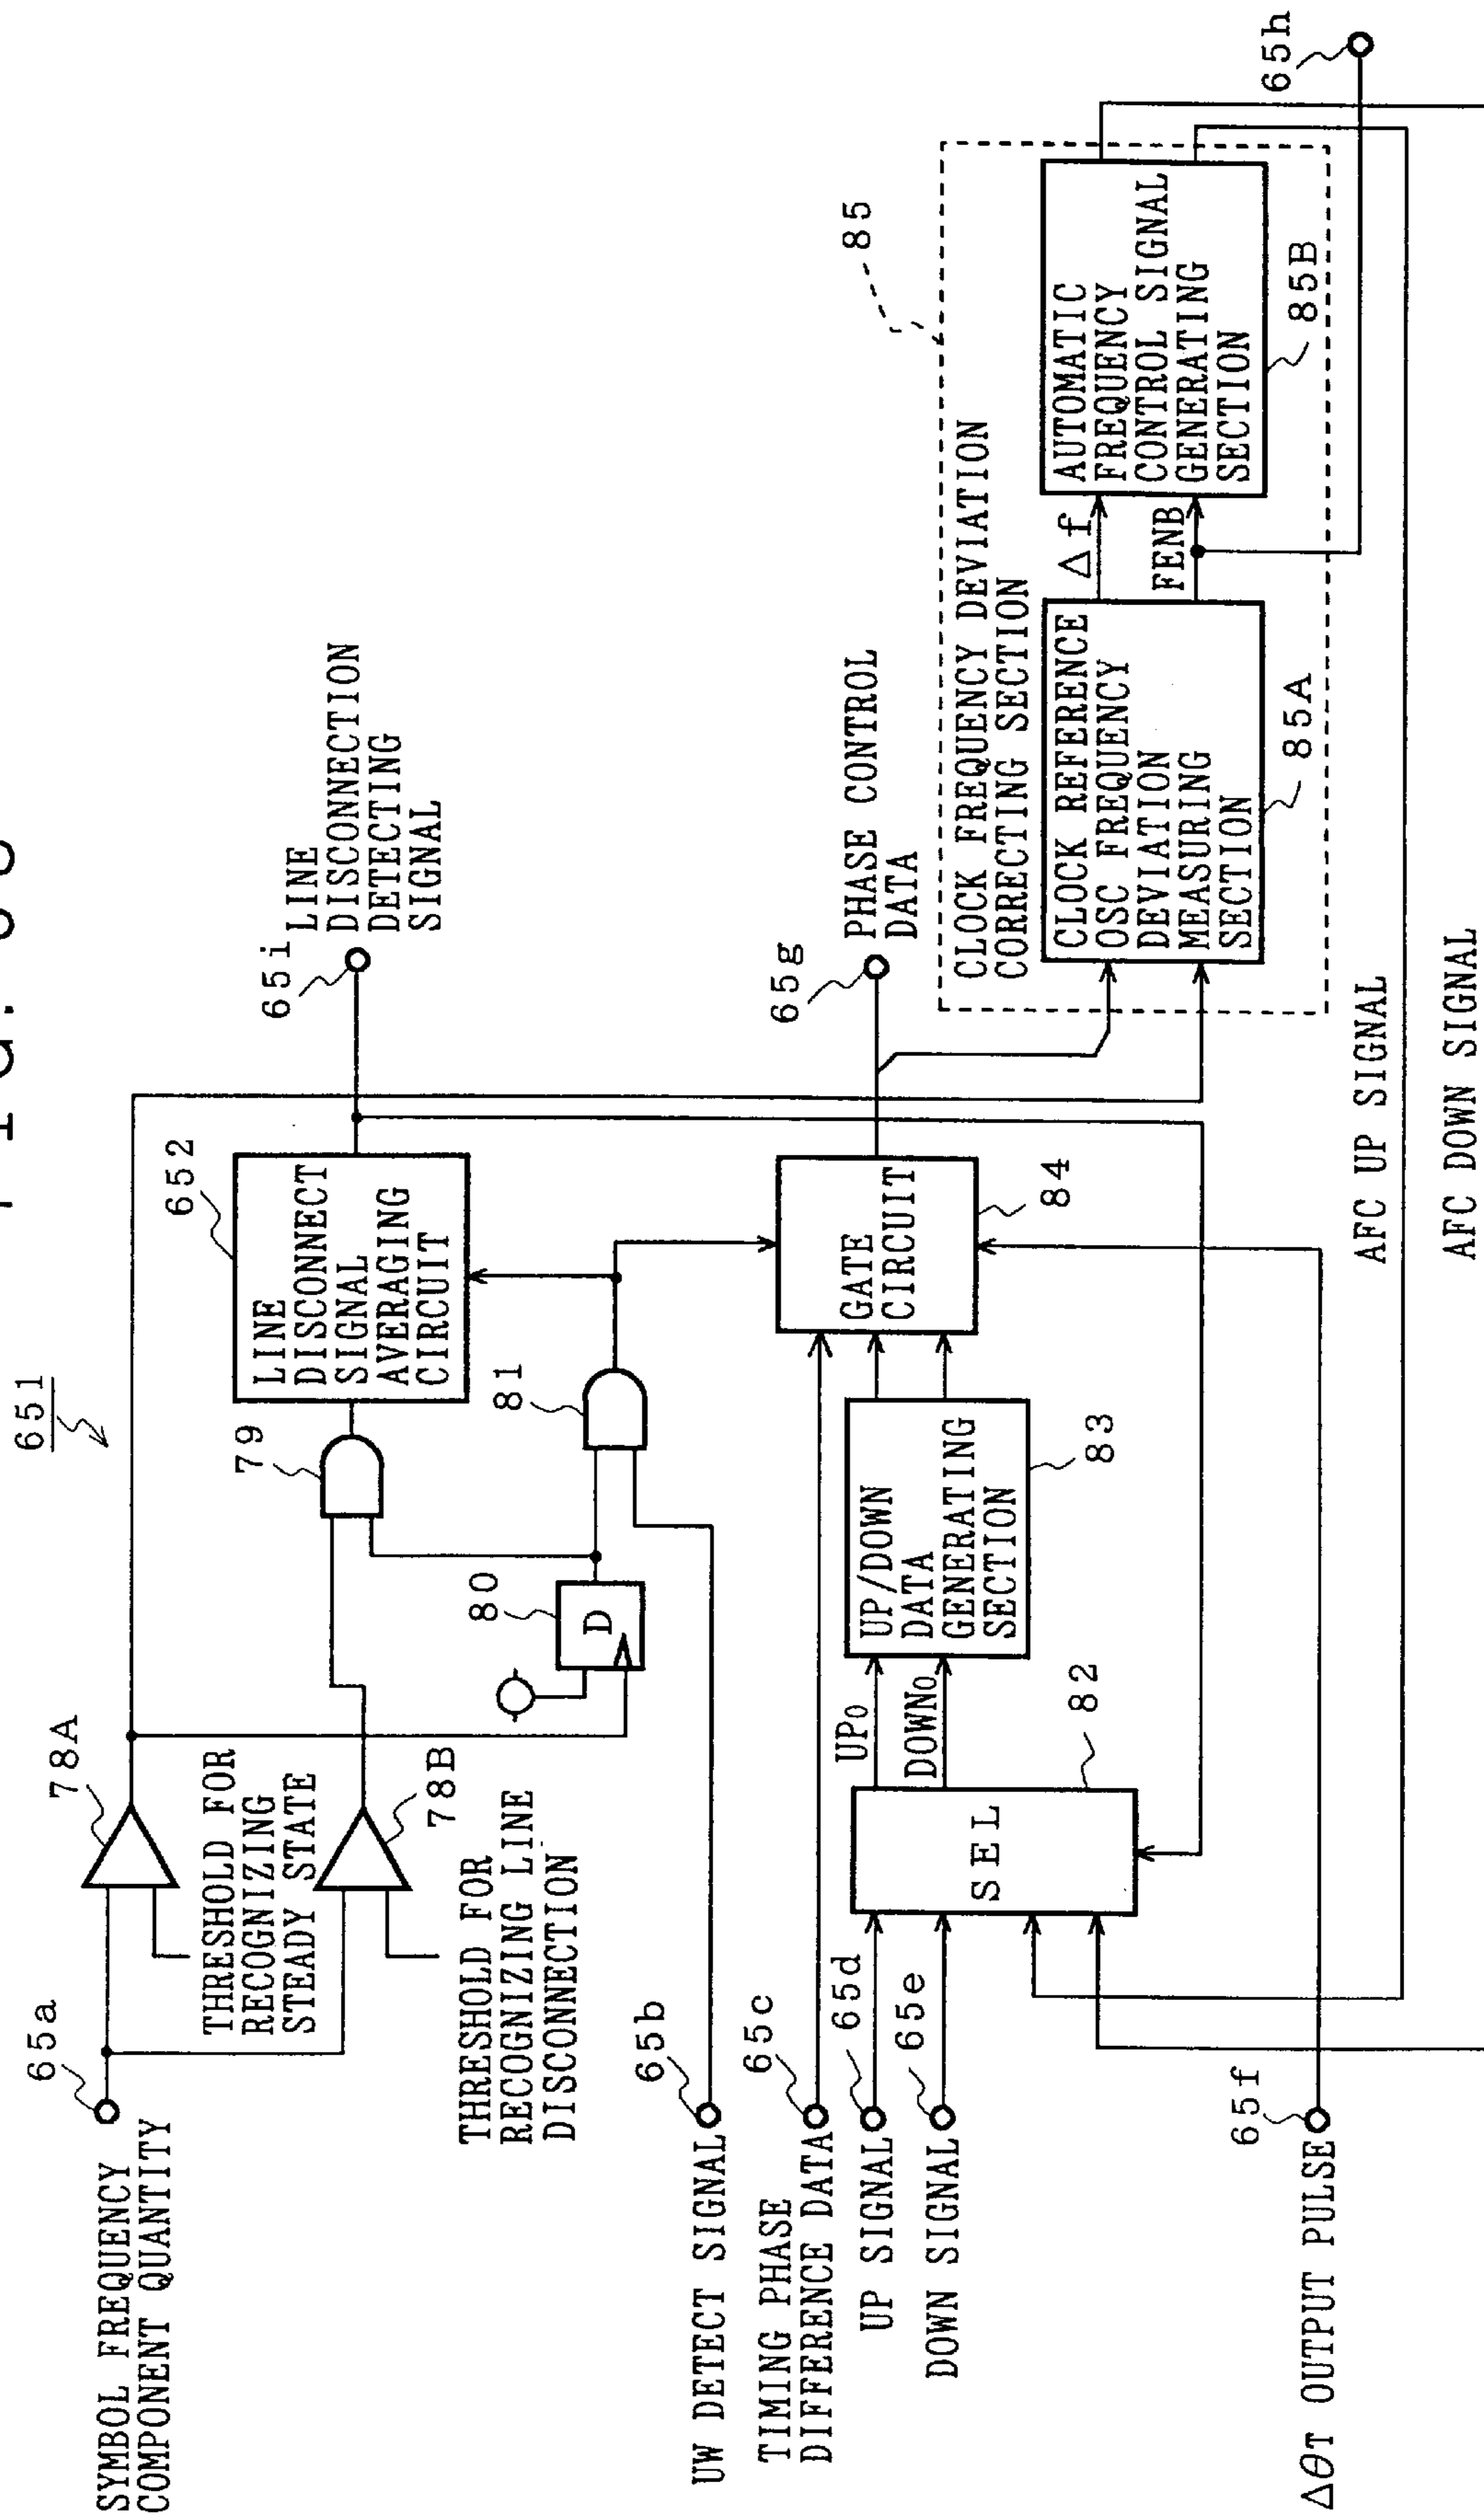 651
65a
SYMBOL FREQUENCY
COMPONENT QUANTITY
78A
THRESHOLD FOR
RECOGNIZING
STEADY STATE
78B
THRESHOLD FOR
RECOGNIZING LINE
DISCONNECTION
79
80
D
81
652
LINE
DISCONNECT
SIGNAL
AVERAGING
CIRCUIT
65i
LINE
DISCONNECTION
DETECTING
SIGNAL
65b
UW DETECT SIGNAL
65c
TIMING PHASE
DIFFERENCE DATA
65d
UP SIGNAL
65e
DOWN SIGNAL
65f
ΔθT OUTPUT PULSE
SEL
82
UP0
DOWN0
UP/DOWN
DATA
GENERATING
SECTION
83
GATE
CIRCUIT
84
65g
PHASE CONTROL
DATA
85
CLOCK FREQUENCY DEVIATION
CORRECTING SECTION
CLOCK REFERENCE
OSC FREQUENCY
DEVIATION
MEASURING
SECTION
85A
Δf
FENB
AUTOMATIC
FREQUENCY
CONTROL SIGNAL
GENERATING
SECTION
85B
65h
AFC UP SIGNAL
AFC DOWN SIGNAL